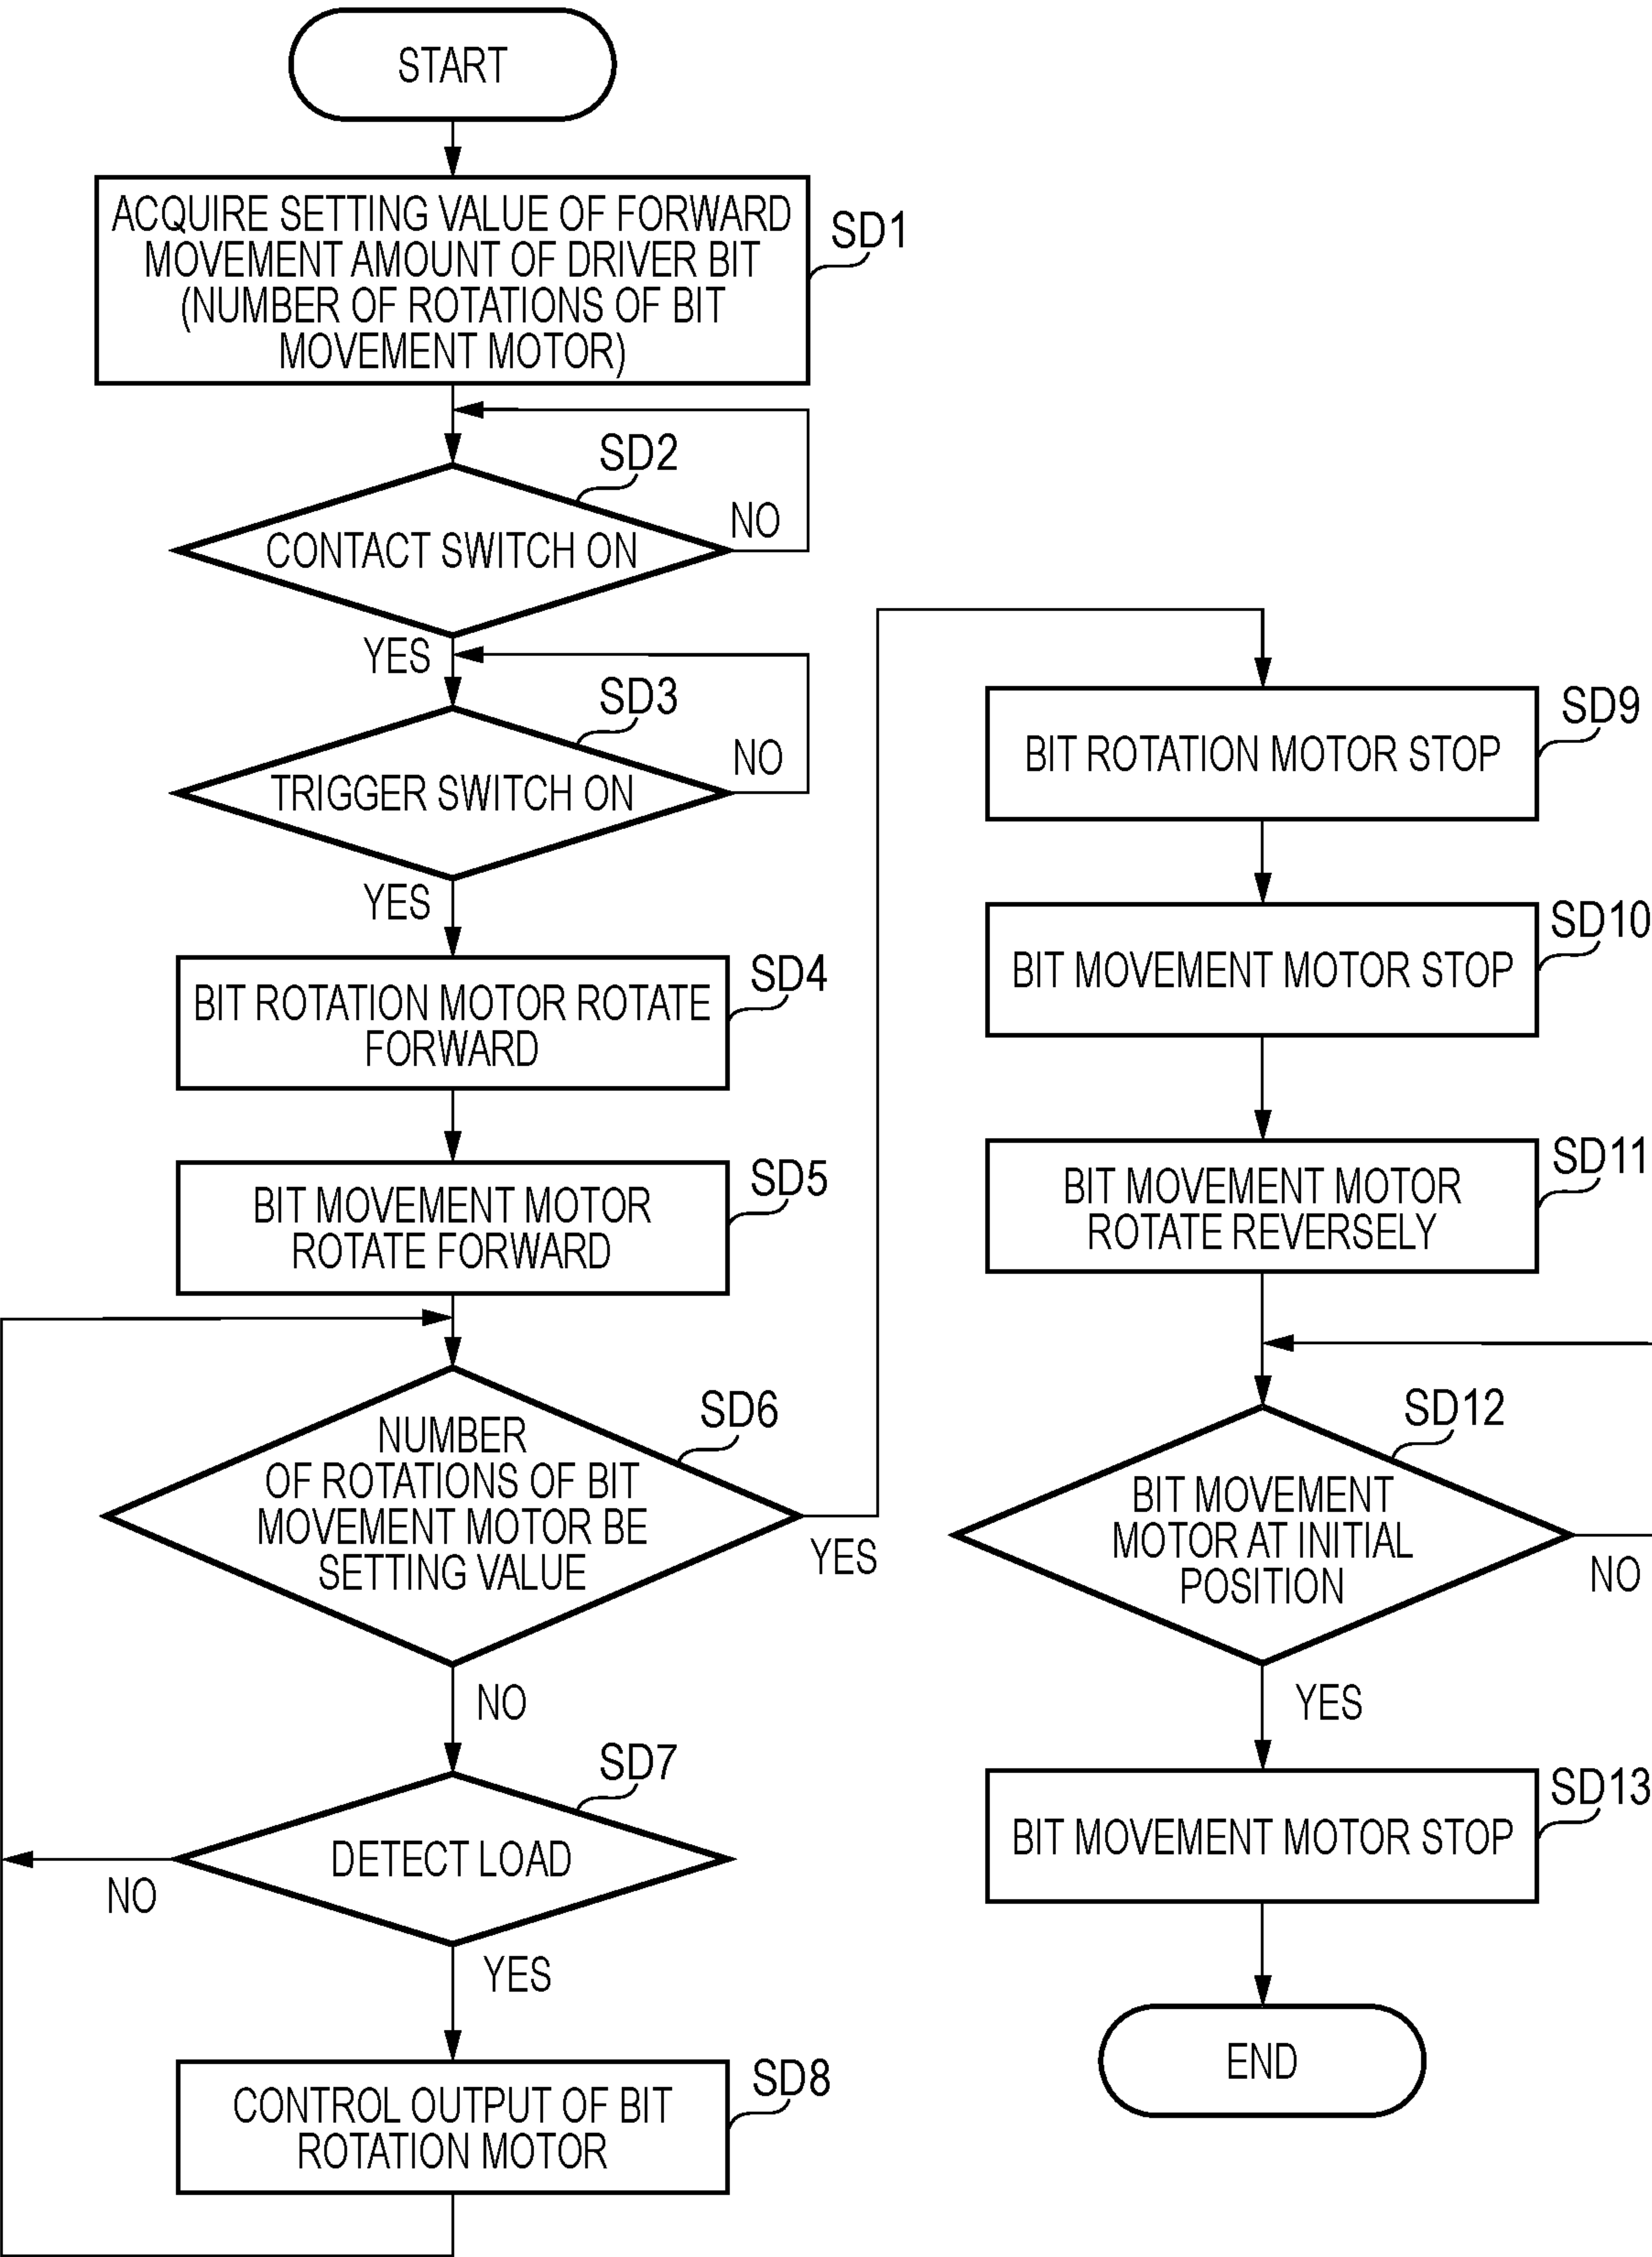 START
ACQUIRE SETTING VALUE OF FORWARD
MOVEMENT AMOUNT OF DRIVER BIT
(NUMBER OF ROTATIONS OF BIT
MOVEMENT MOTOR)
SD1
SD2
CONTACT SWITCH ON
NO
YES
SD3
TRIGGER SWITCH ON
NO
YES
SD4
BIT ROTATION MOTOR ROTATE
FORWARD
SD5
BIT MOVEMENT MOTOR
ROTATE FORWARD
SD6
NUMBER
OF ROTATIONS OF BIT
MOVEMENT MOTOR BE
SETTING VALUE
YES
NO
SD7
DETECT LOAD
NO
YES
SD8
CONTROL OUTPUT OF BIT
ROTATION MOTOR
SD9
BIT ROTATION MOTOR STOP
SD10
BIT MOVEMENT MOTOR STOP
SD11
BIT MOVEMENT MOTOR
ROTATE REVERSELY
SD12
BIT MOVEMENT
MOTOR AT INITIAL
POSITION
NO
YES
SD13
BIT MOVEMENT MOTOR STOP
END